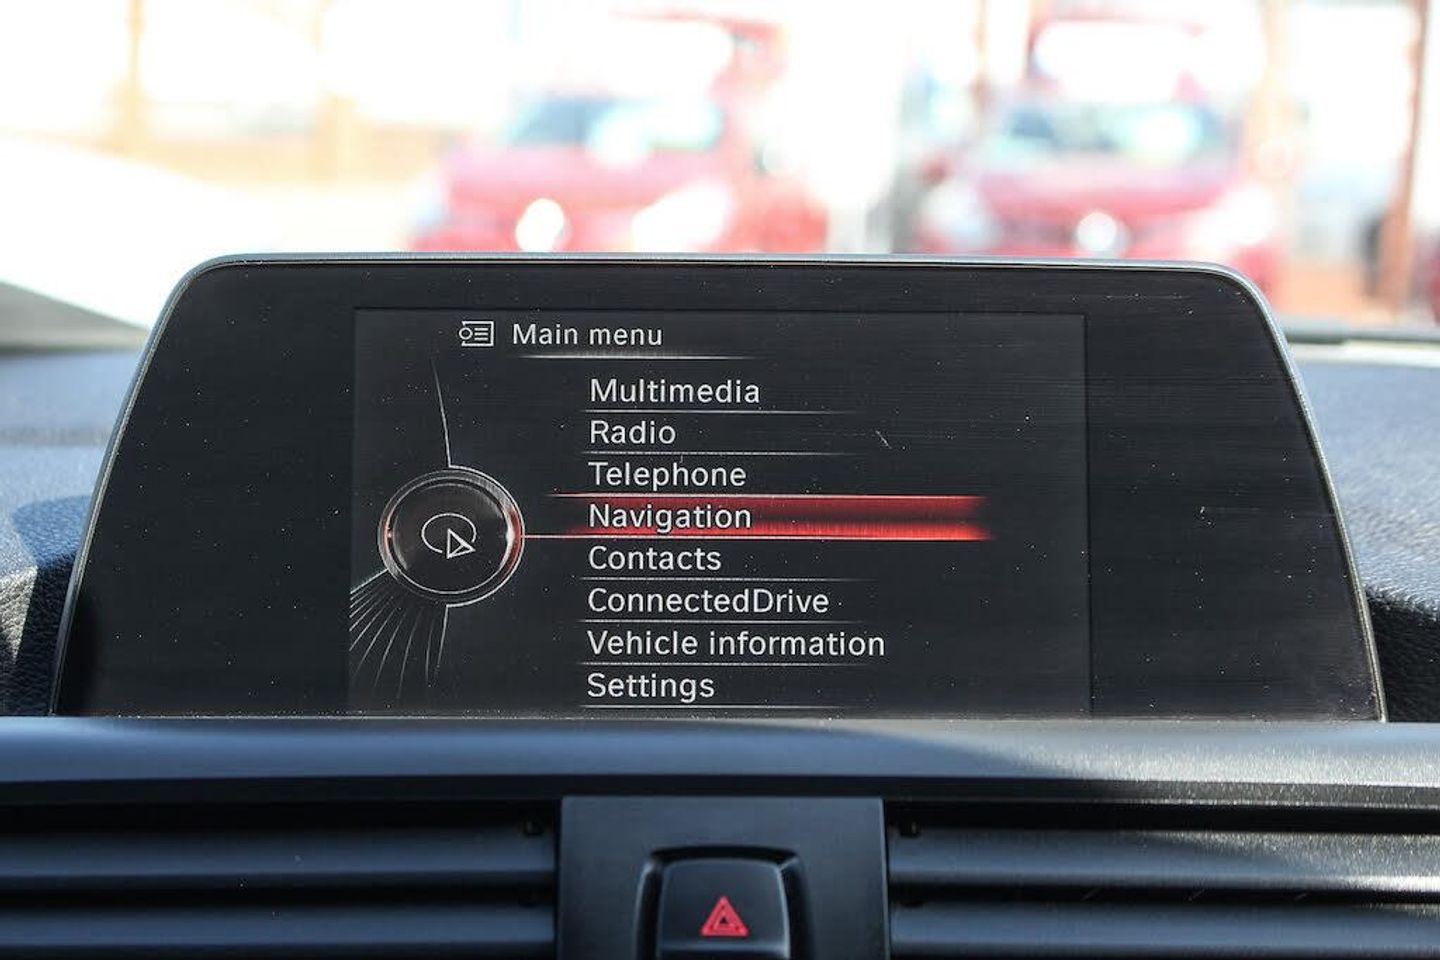 Main menu
Multimedia
Radio
Telephone
Navigation
Contacts
ConnectedDrive
Vehicle information
Settings